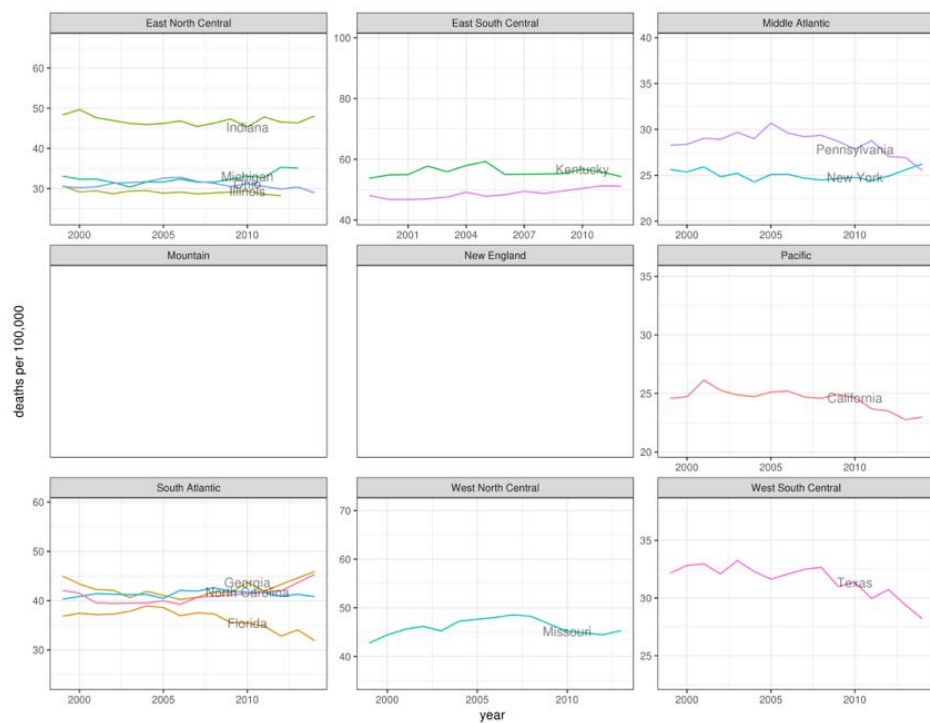 East North Central
East South Central
Middle Atlantic
60
50
40
30
Indiana
Michigan
Ohio
Illinois
2000
2005
2010
100
80
60
40
Kentucky
2001
2004
2007
2010
40
35
30
25
20
Pennsylvania
New York
2000
2005
2010
Mountain
New England
Pacific
35
30
25
20
California
2000
2005
2010
deaths per 100,000
South Atlantic
West North Central
West South Central
60
50
40
30
Georgia
North Carolina
Florida
2000
2005
2010
70
60
50
40
Missouri
2000
2005
2010
35
30
25
Texas
2000
2005
2010
year